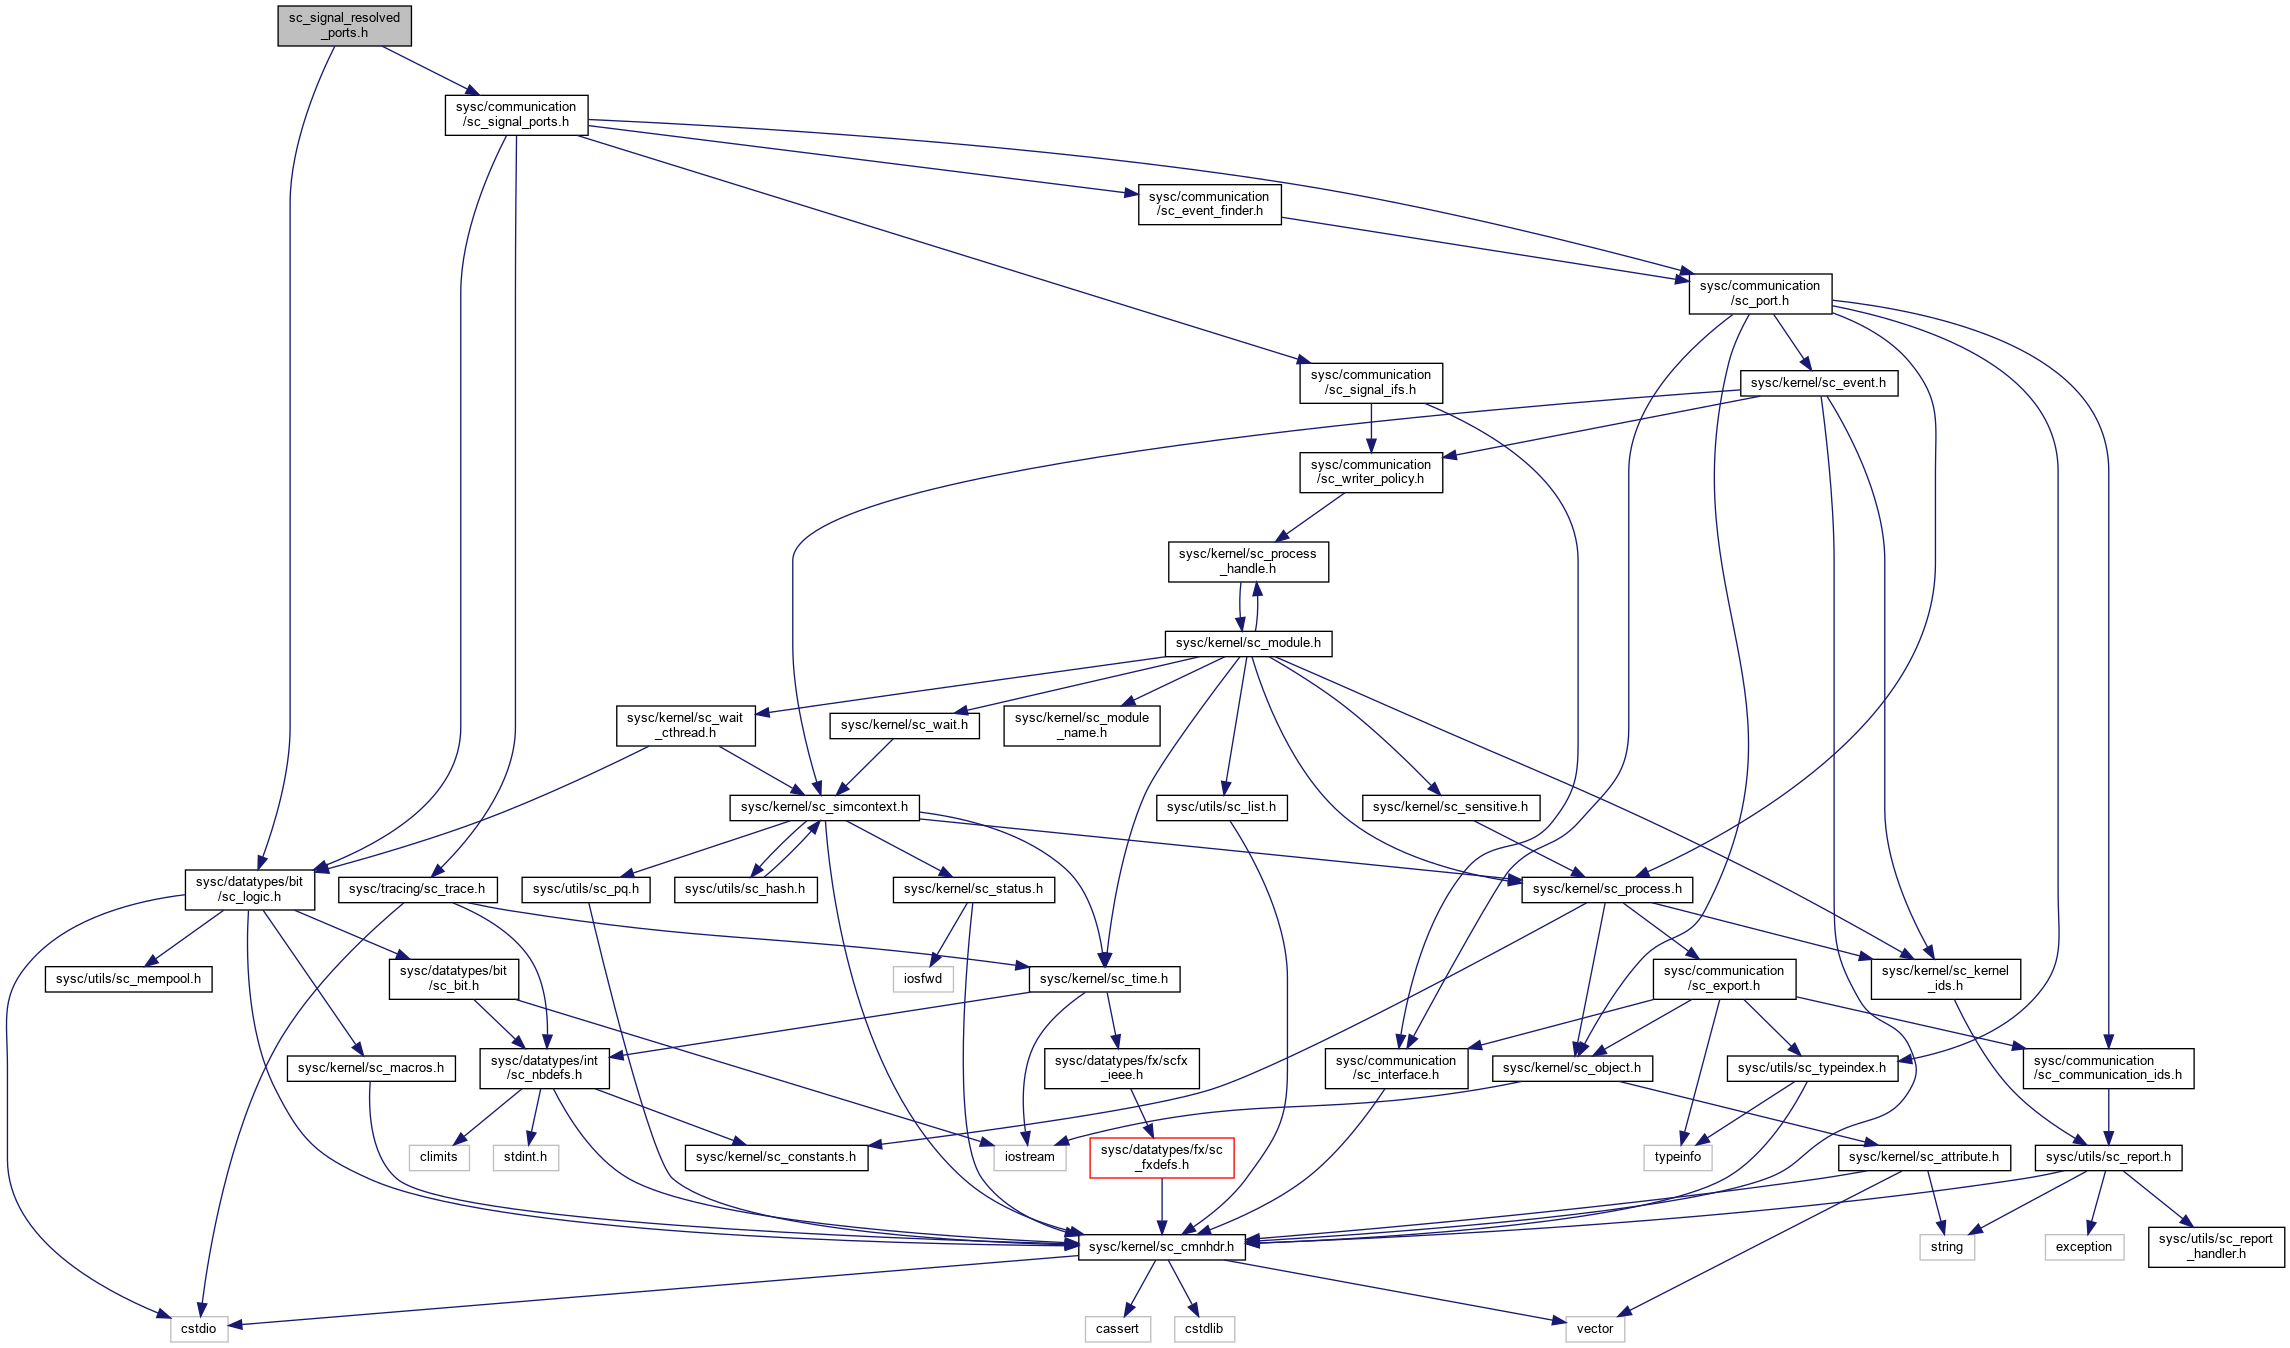 sc_signal_resolved
_ports.h
sysc/communication
/sc_signal_ports.h
sysc/communication
/sc_event_finder.h
sysc/communication
/sc_port.h
sysc/communication
/sc_signal_ifs.h
sysc/kernel/sc_event.h
sysc/communication
/sc_writer_policy.h
sysc/kernel/sc_process
_handle.h
sysc/kernel/sc_module.h
sysc/kernel/sc_wait
_cthread.h
sysc/kernel/sc_wait.h
sysc/kernel/sc_module
_name.h
sysc/kernel/sc_simcontext.h
sysc/utils/sc_list.h
sysc/kernel/sc_sensitive.h
sysc/datatypes/bit
/sc_logic.h
sysc/tracing/sc_trace.h
sysc/utils/sc_pq.h
sysc/utils/sc_hash.h
sysc/kernel/sc_status.h
sysc/kernel/sc_process.h
sysc/utils/sc_mempool.h
sysc/datatypes/bit
/sc_bit.h
iosfwd
sysc/kernel/sc_time.h
sysc/communication
/sc_export.h
sysc/kernel/sc_kernel
_ids.h
sysc/kernel/sc_macros.h
sysc/datatypes/int
/sc_nbdefs.h
sysc/datatypes/fx/scfx
_ieee.h
sysc/communication
/sc_interface.h
sysc/kernel/sc_object.h
sysc/utils/sc_typeindex.h
sysc/communication
/sc_communication_ids.h
climits
stdint.h
sysc/kernel/sc_constants.h
iostream
sysc/datatypes/fx/sc
_fxdefs.h
typeinfo
sysc/kernel/sc_attribute.h
sysc/utils/sc_report.h
sysc/kernel/sc_cmnhdr.h
string
exception
sysc/utils/sc_report
_handler.h
cstdio
cassert
cstdlib
vector